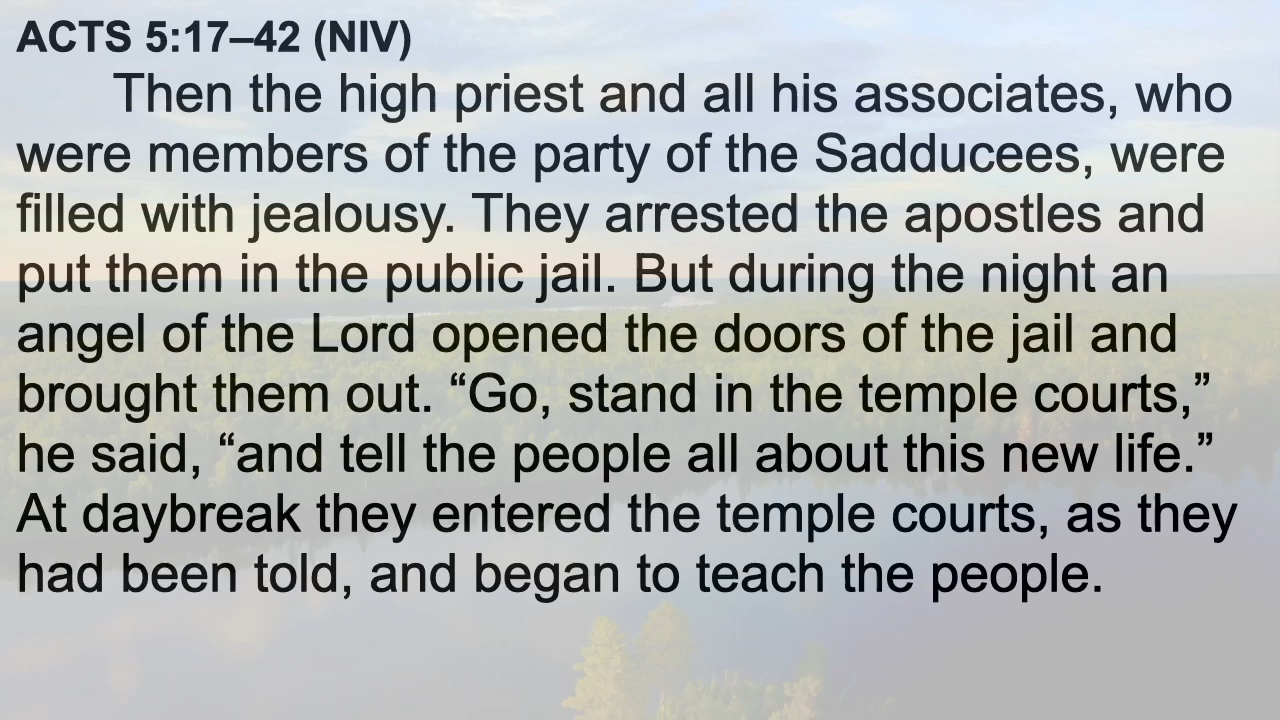 ACTS 5:17–42 (NIV)
Then the high priest and all his associates, who
were members of the party of the Sadducees, were
filled with jealousy. They arrested the apostles and
put them in the public jail. But during the night an
angel of the Lord opened the doors of the jail and
brought them out. “Go, stand in the temple courts,”
he said, “and tell the people all about this new life.”
At daybreak they entered the temple courts, as they
had been told, and began to teach the people.